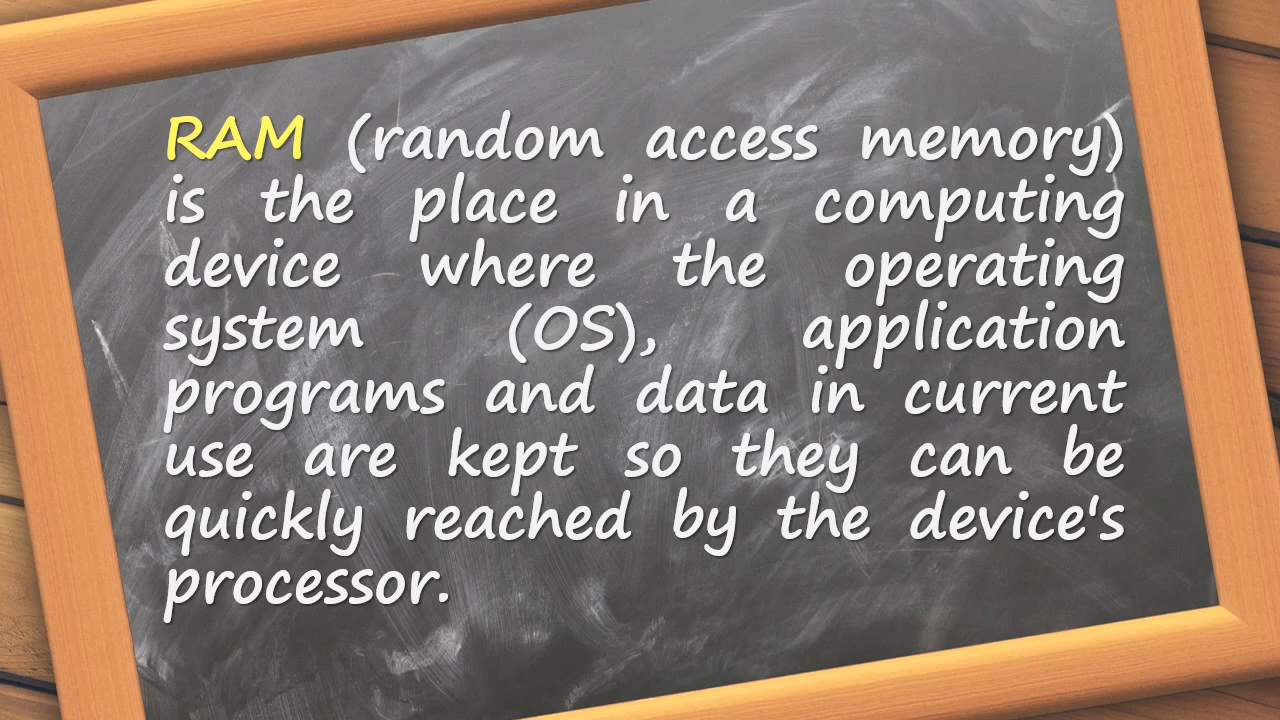 RAM (random access memory)
is the place in a computing
device where the operating
system (OS), application
programs and data in current
use are kept so they can be
quickly reached by the device's
processor.